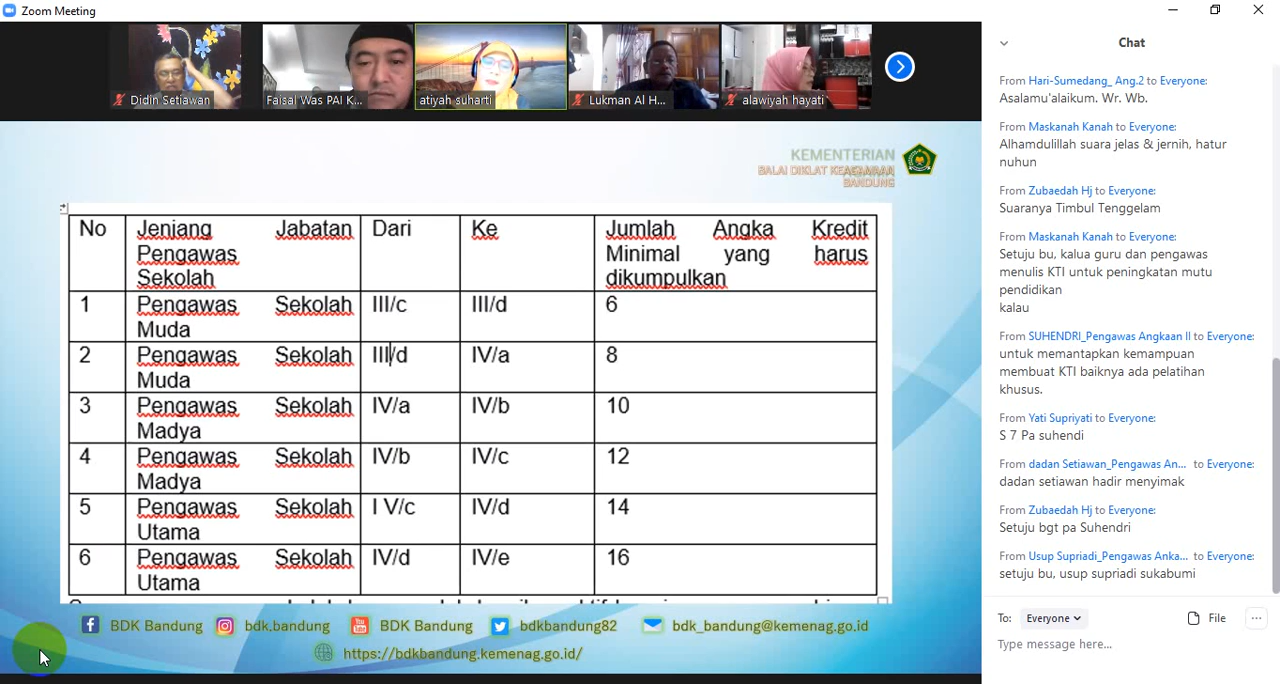 Zoom Meeting
Didin Setiawan
Faisal Was PAI K...
atiyah suharti
Lukman Al H...
alawiyah hayati
KEMENTERIAN
BALAI DIKLAT KEAGAMAAN
BANDUNG
No Jenjang Jabatan Pengawas Sekolah Dari Ke Jumlah Angka Kredit Minimal yang harus dikumpulkan
1 Pengawas Sekolah Muda III/c III/d 6
2 Pengawas Sekolah Muda III/d IV/a 8
3 Pengawas Sekolah Madya IV/a IV/b 10
4 Pengawas Sekolah Madya IV/b IV/c 12
5 Pengawas Sekolah Utama I V/c IV/d 14
6 Pengawas Sekolah Utama IV/d IV/e 16
BDK Bandung bdk.bandung BDK Bandung bdkbandung82 bdk_bandung@kemenag.go.id
https://bdkbandung.kemenag.go.id/
Chat
From Hari-Sumedang_ Ang.2 to Everyone:
Asalamu'alaikum. Wr. Wb.
From Maskanah Kanah to Everyone:
Alhamdulillah suara jelas & jernih, hatur
nuhun
From Zubaedah Hj to Everyone:
Suaranya Timbul Tenggelam
From Maskanah Kanah to Everyone:
Setuju bu, kalua guru dan pengawas
menulis KTI untuk peningkatan mutu
pendidikan
kalau
From SUHENDRI_Pengawas Angkaan II to Everyone:
untuk memantapkan kemampuan
membuat KTI baiknya ada pelatihan
khusus.
From Yati Supriyati to Everyone:
S 7 Pa suhendi
From dadan Setiawan_Pengawas An... to Everyone:
dadan setiawan hadir menyimak
From Zubaedah Hj to Everyone:
Setuju bgt pa Suhendri
From Usup Supriadi_Pengawas Anka... to Everyone:
setuju bu, usup supriadi sukabumi
To: Everyone File ...
Type message here...